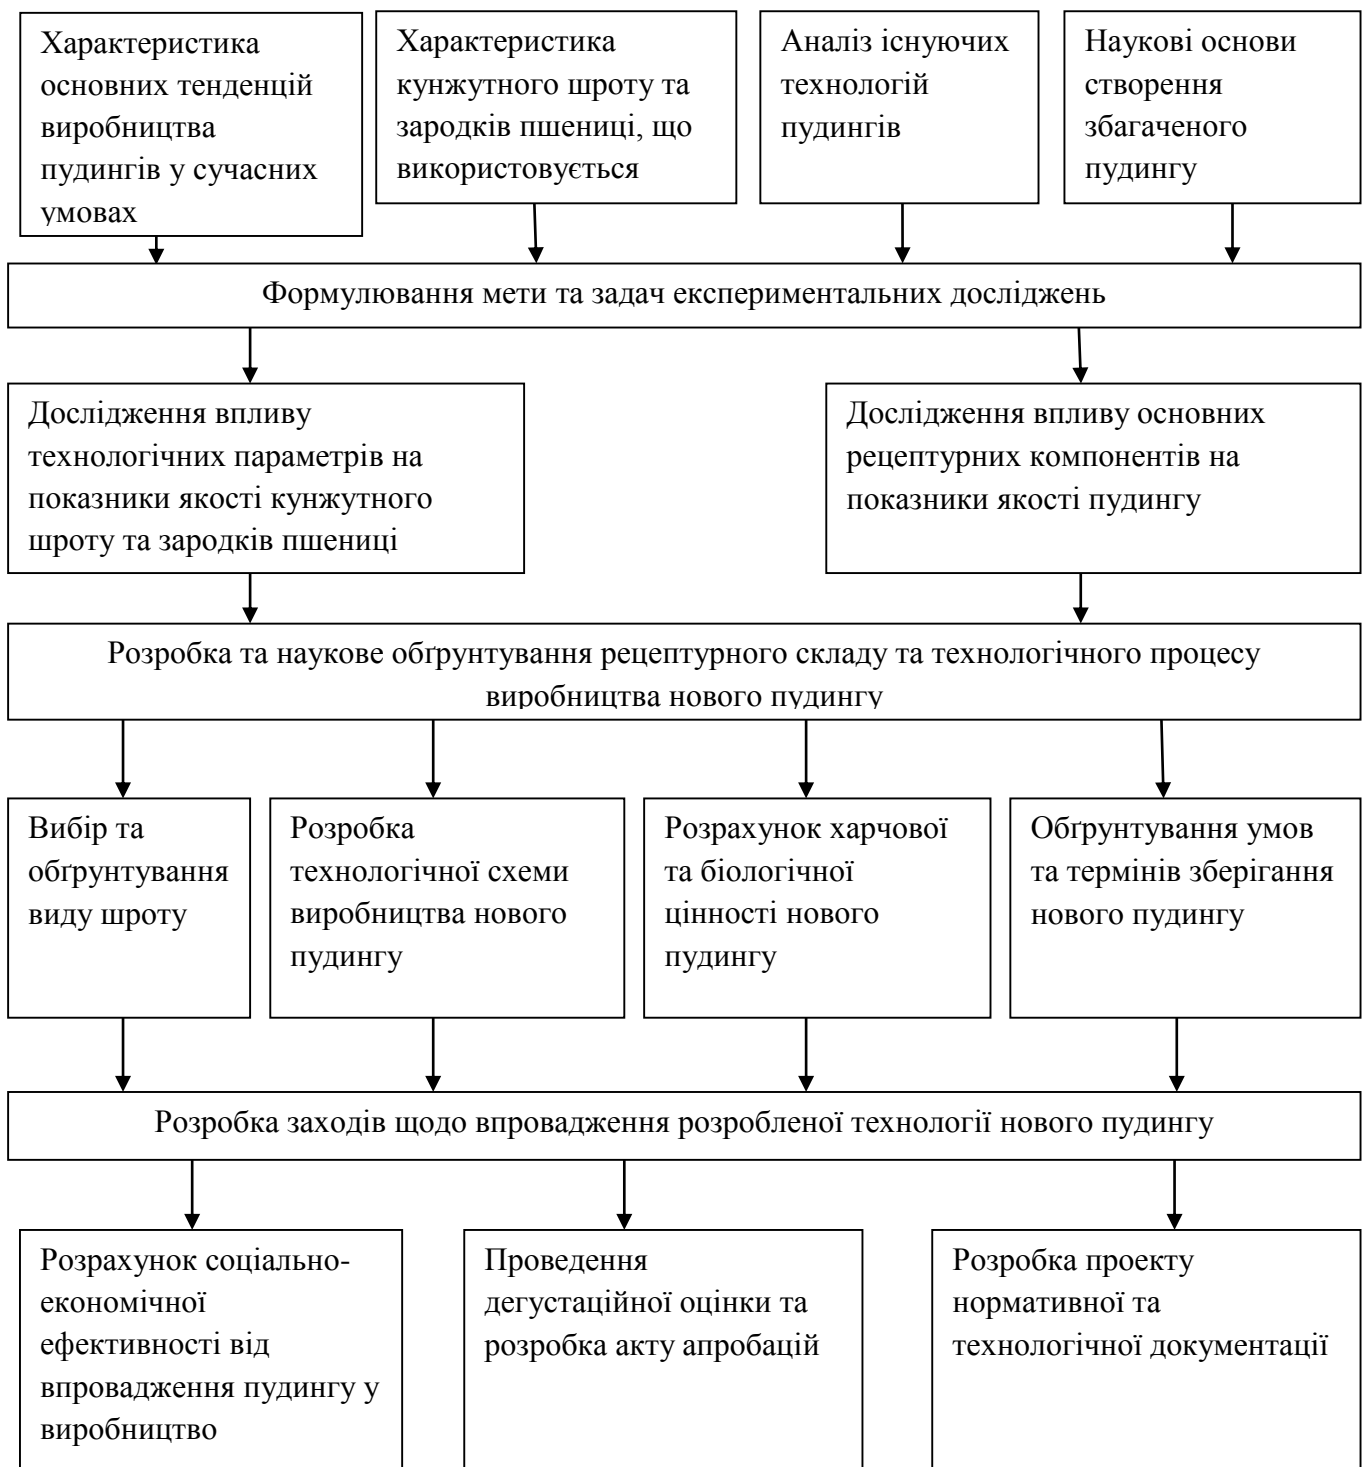 Характеристика
основних тенденцій
виробництва
пудингів у сучасних
умовах
Характеристика
кунжутного шроту та
зародків пшениці, що
використовується
Аналіз існуючих
технологій
пудингів
Наукові основи
створення
збагаченого
пудингу
Формулювання мети та задач експериментальних досліджень
Дослідження впливу
технологічних параметрів на
показники якості кунжутного
шроту та зародків пшениці
Дослідження впливу основних
рецептурних компонентів на
показники якості пудингу
Розробка та наукове обґрунтування рецептурного складу та технологічного процесу
виробництва нового пудингу
Вибір та
обґрунтування
виду шроту
Розробка
технологічної схеми
виробництва нового
пудингу
Розрахунок харчової
та біологічної
цінності нового
пудингу
Обґрунтування умов
та термінів зберігання
нового пудингу
Розробка заходів щодо впровадження розробленої технології нового пудингу
Розрахунок соціально-
економічної
ефективності від
впровадження пудингу у
виробництво
Проведення
дегустаційної оцінки та
розробка акту апробацій
Розробка проекту
нормативної та
технологічної документації